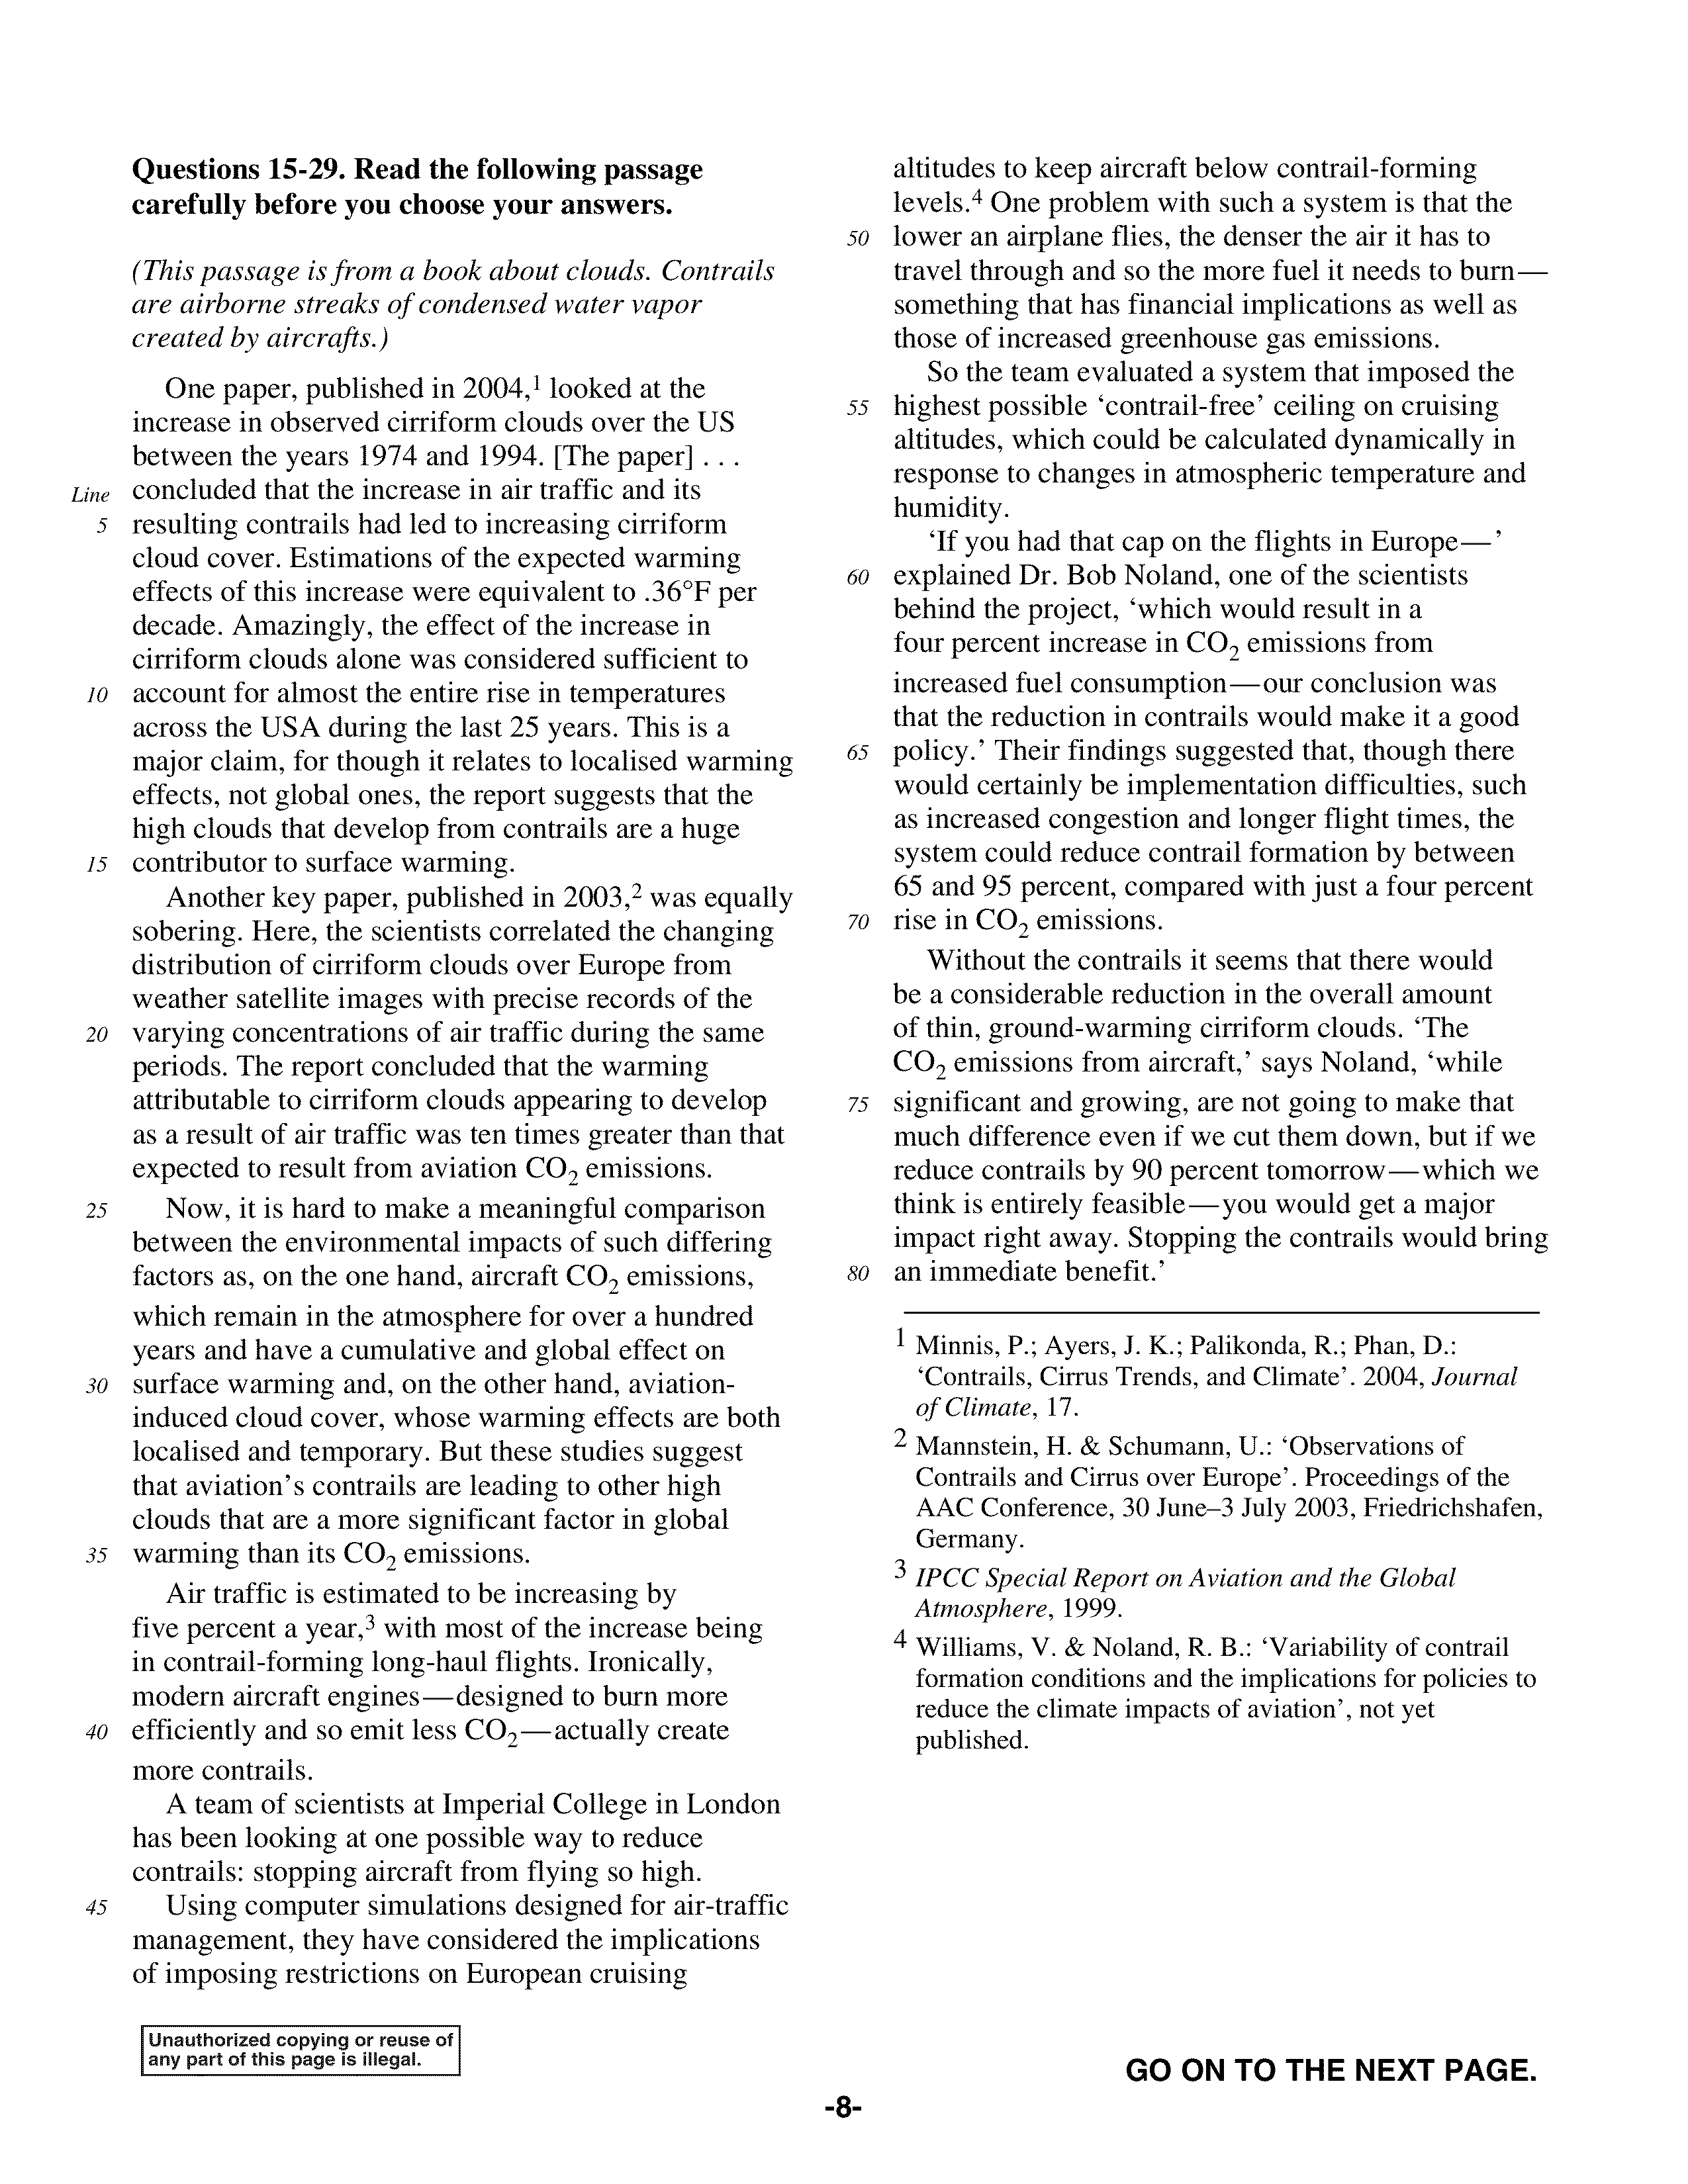 Questions 15-29. Read the following passage
carefully before you choose your answers.
(This passage is from a book about clouds. Contrails
are airborne streaks of condensed water vapor
created by aircrafts.)
One paper, published in 2004,¹ looked at the
increase in observed cirriform clouds over the US
between the years 1974 and 1994. [The paper] . . .
Line concluded that the increase in air traffic and its
5 resulting contrails had led to increasing cirriform
cloud cover. Estimations of the expected warming
effects of this increase were equivalent to .36°F per
decade. Amazingly, the effect of the increase in
cirriform clouds alone was considered sufficient to
10 account for almost the entire rise in temperatures
across the USA during the last 25 years. This is a
major claim, for though it relates to localised warming
effects, not global ones, the report suggests that the
high clouds that develop from contrails are a huge
15 contributor to surface warming.
Another key paper, published in 2003,² was equally
sobering. Here, the scientists correlated the changing
distribution of cirriform clouds over Europe from
weather satellite images with precise records of the
20 varying concentrations of air traffic during the same
periods. The report concluded that the warming
attributable to cirriform clouds appearing to develop
as a result of air traffic was ten times greater than that
expected to result from aviation CO₂ emissions.
25 Now, it is hard to make a meaningful comparison
between the environmental impacts of such differing
factors as, on the one hand, aircraft CO₂ emissions,
which remain in the atmosphere for over a hundred
years and have a cumulative and global effect on
30 surface warming and, on the other hand, aviation-
induced cloud cover, whose warming effects are both
localised and temporary. But these studies suggest
that aviation's contrails are leading to other high
clouds that are a more significant factor in global
35 warming than its CO₂ emissions.
Air traffic is estimated to be increasing by
five percent a year,³ with most of the increase being
in contrail-forming long-haul flights. Ironically,
modern aircraft engines—designed to burn more
40 efficiently and so emit less CO₂—actually create
more contrails.
A team of scientists at Imperial College in London
has been looking at one possible way to reduce
contrails: stopping aircraft from flying so high.
45 Using computer simulations designed for air-traffic
management, they have considered the implications
of imposing restrictions on European cruising
altitudes to keep aircraft below contrail-forming
levels.⁴ One problem with such a system is that the
50 lower an airplane flies, the denser the air it has to
travel through and so the more fuel it needs to burn—
something that has financial implications as well as
those of increased greenhouse gas emissions.
So the team evaluated a system that imposed the
55 highest possible ‘contrail-free’ ceiling on cruising
altitudes, which could be calculated dynamically in
response to changes in atmospheric temperature and
humidity.
‘If you had that cap on the flights in Europe—’
60 explained Dr. Bob Noland, one of the scientists
behind the project, ‘which would result in a
four percent increase in CO₂ emissions from
increased fuel consumption—our conclusion was
that the reduction in contrails would make it a good
65 policy.’ Their findings suggested that, though there
would certainly be implementation difficulties, such
as increased congestion and longer flight times, the
system could reduce contrail formation by between
65 and 95 percent, compared with just a four percent
70 rise in CO₂ emissions.
Without the contrails it seems that there would
be a considerable reduction in the overall amount
of thin, ground-warming cirriform clouds. ‘The
CO₂ emissions from aircraft,’ says Noland, ‘while
75 significant and growing, are not going to make that
much difference even if we cut them down, but if we
reduce contrails by 90 percent tomorrow—which we
think is entirely feasible—you would get a major
impact right away. Stopping the contrails would bring
80 an immediate benefit.’
¹ Minnis, P.; Ayers, J. K.; Palikonda, R.; Phan, D.:
‘Contrails, Cirrus Trends, and Climate’. 2004, Journal
of Climate, 17.
² Mannstein, H. & Schumann, U.: ‘Observations of
Contrails and Cirrus over Europe’. Proceedings of the
AAC Conference, 30 June–3 July 2003, Friedrichshafen,
Germany.
³ IPCC Special Report on Aviation and the Global
Atmosphere, 1999.
⁴ Williams, V. & Noland, R. B.: ‘Variability of contrail
formation conditions and the implications for policies to
reduce the climate impacts of aviation’, not yet
published.
Unauthorized copying or reuse of
any part of this page is illegal.
GO ON TO THE NEXT PAGE.
-8-